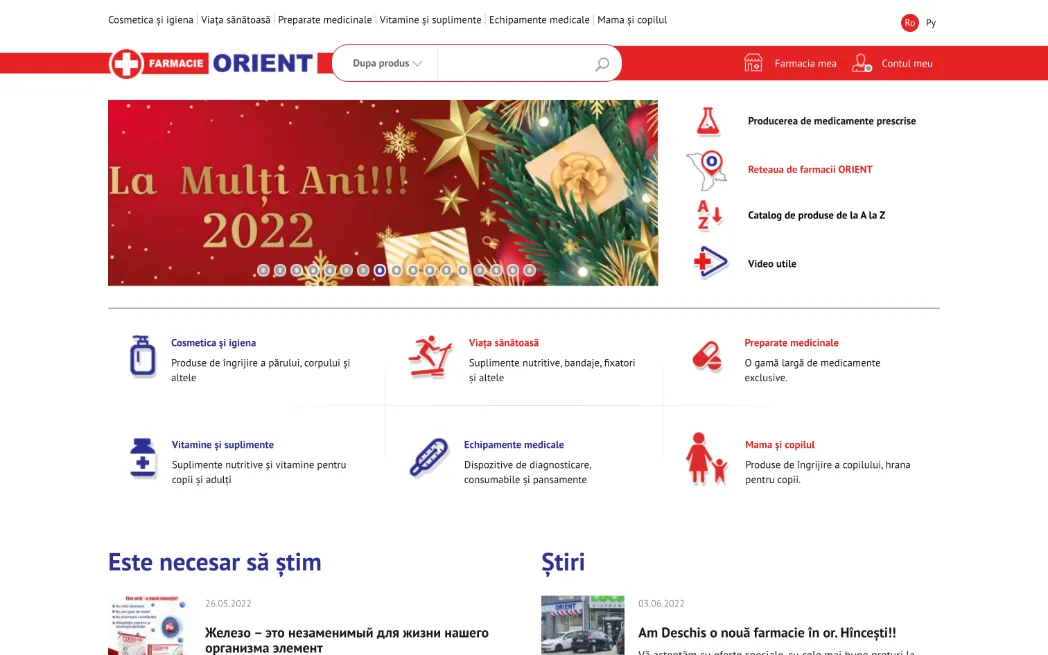 Cosmetica și igiena
Viața sănătoasă
Preparate medicinale
Vitamine și suplimente
Echipamente medicale
Mama și copilul
Ro
Ру
FARMACIE ORIENT
Dupa produs
Farmacia mea
Contul meu
La Mulți Ani!!!
2022
Producerea de medicamente prescrise
Reteaua de farmacii ORIENT
Catalog de produse de la A la Z
Video utile
Cosmetica și igiena
Produse de îngrijire a părului, corpului și
altele
Viața sănătoasă
Suplimente nutritive, bandaje, fixatori
și altele
Preparate medicinale
O gamă largă de medicamente
exclusive.
Vitamine și suplimente
Suplimente nutritive și vitamine pentru
copii și adulți
Echipamente medicale
Dispozitive de diagnosticare,
consumabile și pansamente
Mama și copilul
Produse de îngrijire a copilului, hrana
pentru copii.
Este necesar să știm
26.05.2022
Железо – это незаменимый для жизни нашего
организма элемент
Știri
ORIENT
03.06.2022
Am Deschis o nouă farmacie în or. Hîncești!!
Vă așteptăm cu oferte speciale, cu cele mai bune prețuri la